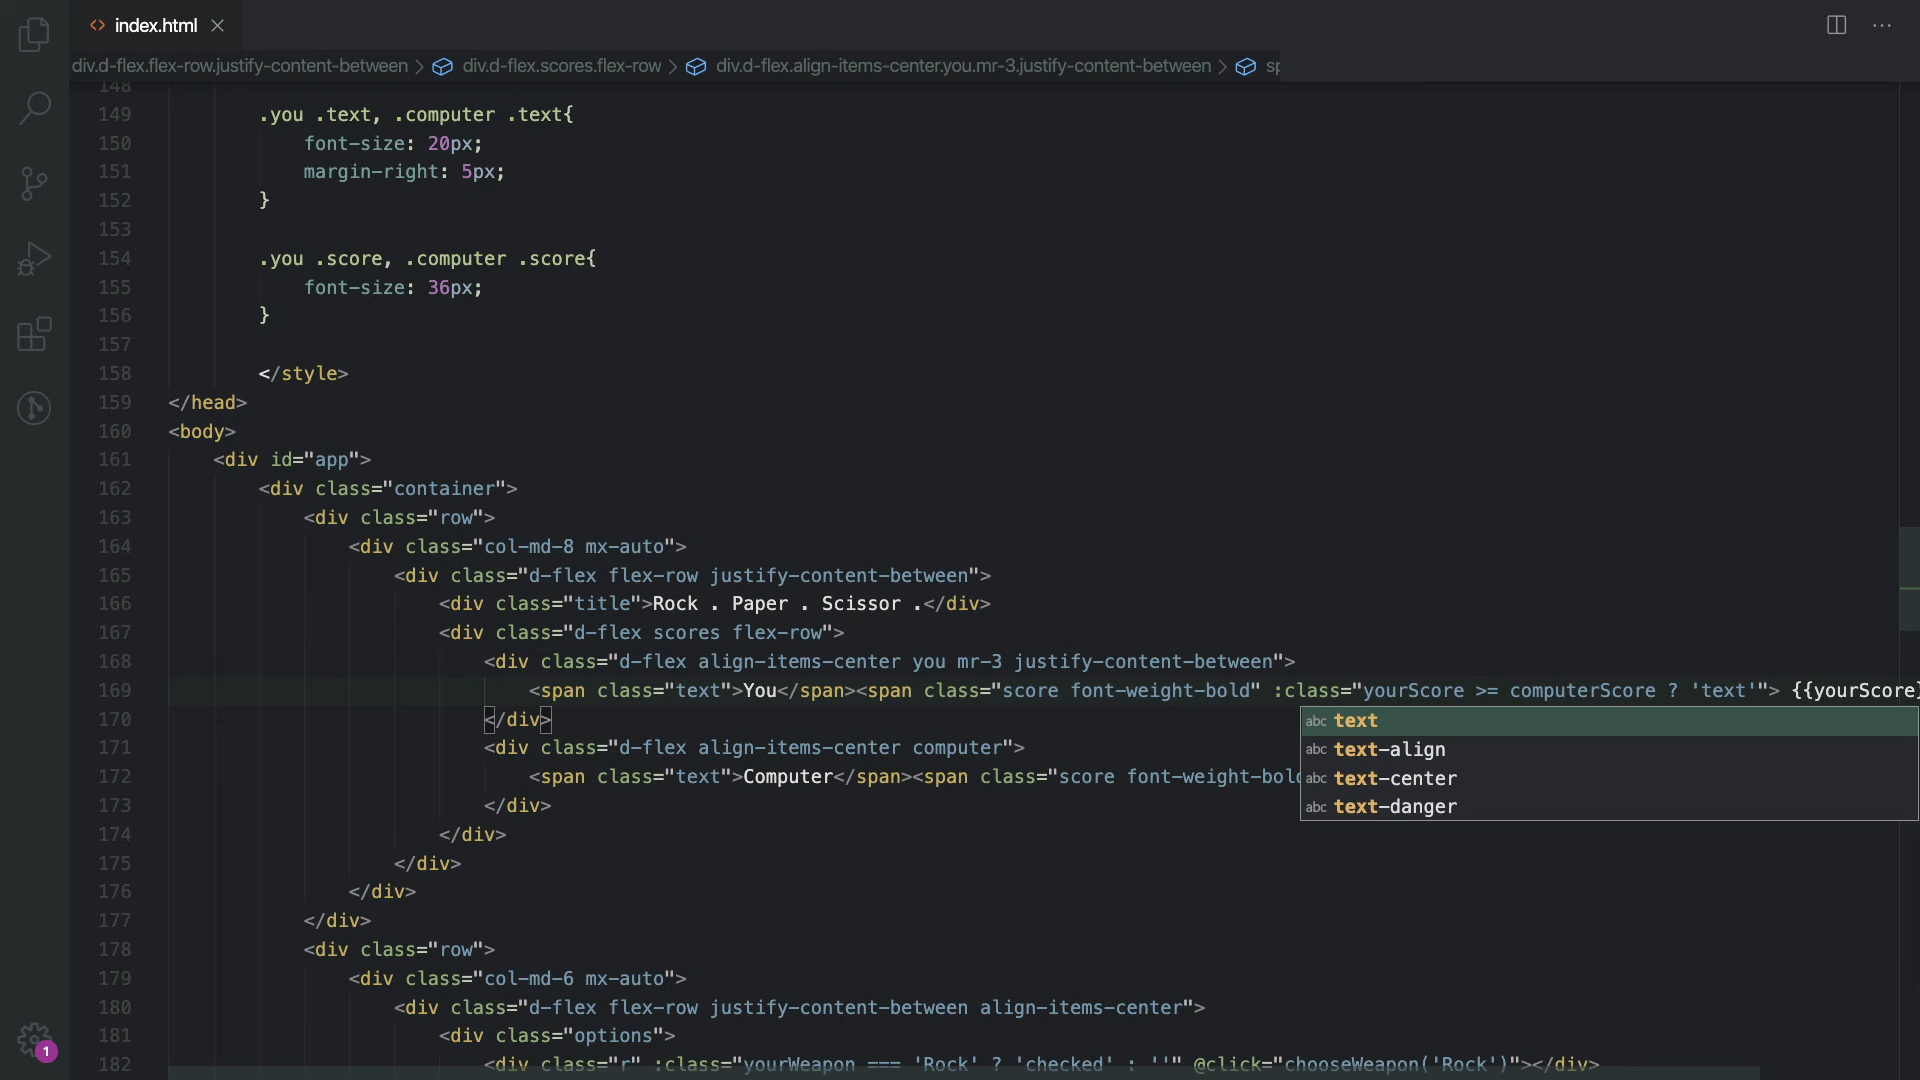 index.html
div.d-flex.flex-row.justify-content-between > div.d-flex.scores.flex-row > div.d-flex.align-items-center.you.mr-3.justify-content-between > sp
148
149 .you .text, .computer .text{
150 font-size: 20px;
151 margin-right: 5px;
152 }
153
154 .you .score, .computer .score{
155 font-size: 36px;
156 }
157
158 </style>
159 </head>
160 <body>
161 <div id="app">
162 <div class="container">
163 <div class="row">
164 <div class="col-md-8 mx-auto">
165 <div class="d-flex flex-row justify-content-between">
166 <div class="title">Rock . Paper . Scissor .</div>
167 <div class="d-flex scores flex-row">
168 <div class="d-flex align-items-center you mr-3 justify-content-between">
169 <span class="text">You</span><span class="score font-weight-bold" :class="yourScore >= computerScore ? 'text'"> {{yourScore}
170 </div>
abc text
171 <div class="d-flex align-items-center computer">
abc text-align
172 <span class="text">Computer</span><span class="score font-weight-bold
abc text-center
173 </div>
abc text-danger
174 </div>
175 </div>
176 </div>
177 </div>
178 <div class="row">
179 <div class="col-md-6 mx-auto">
180 <div class="d-flex flex-row justify-content-between align-items-center">
181 <div class="options">
182 <div class="r" :class="yourWeapon === 'Rock' ? 'checked' : ''" @click="chooseWeapon('Rock')"></div>
1